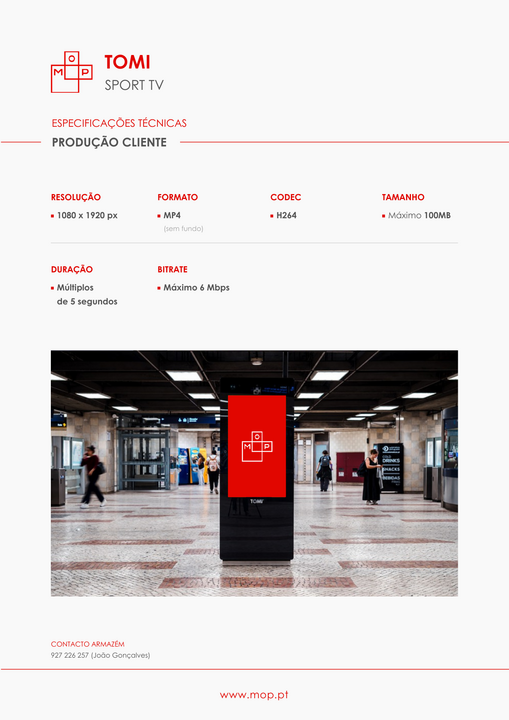 M O P
TOMI
SPORT TV
ESPECIFICAÇÕES TÉCNICAS
PRODUÇÃO CLIENTE
RESOLUÇÃO
1080 x 1920 px
FORMATO
MP4
(sem fundo)
CODEC
H264
TAMANHO
Máximo 100MB
DURAÇÃO
Múltiplos
de 5 segundos
BITRATE
Máximo 6 Mbps
M O P
TOMI
COLD
DRINKS
SNACKS
BEBIDAS
CONTACTO ARMAZÉM
927 226 257 (João Gonçalves)
www.mop.pt